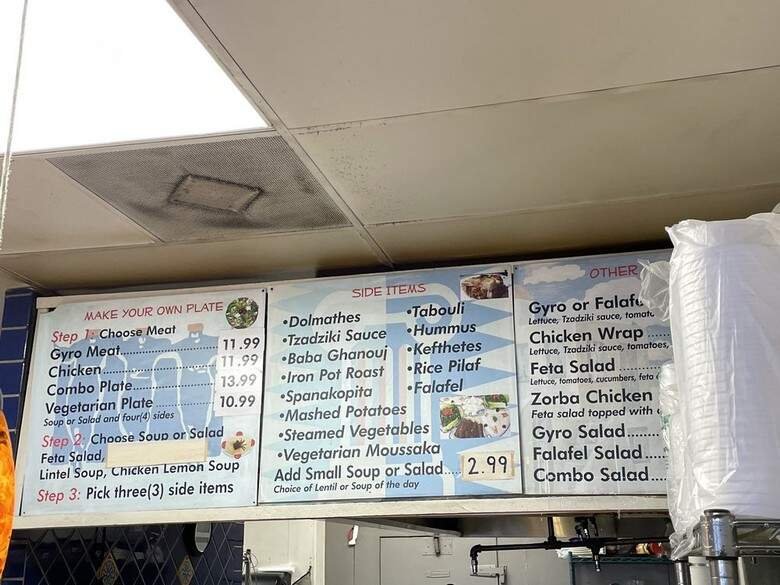 MAKE YOUR OWN PLATE
Step 1: Choose Meat
Gyro Meat............ 11.99
Chicken............ 11.99
Combo Plate............ 13.99
Vegetarian Plate 10.99
Soup or Salad and four(4) sides
Step 2: Choose Soup or Salad
Feta Salad,
Lintel Soup, Chicken Lemon Soup
Step 3: Pick three(3) side items
SIDE ITEMS
•Dolmathes
•Tzadziki Sauce
•Baba Ghanouj
•Iron Pot Roast
•Spanakopita
•Mashed Potatoes
•Steamed Vegetables
•Vegetarian Moussaka
•Tabouli
•Hummus
•Kefthetes
•Rice Pilaf
•Falafel
Add Small Soup or Salad.... 2.99
Choice of Lentil or Soup of the day
OTHER
Gyro or Falafe
Lettuce, Tzadziki sauce, tomato
Chicken Wrap
Lettuce, Tzadziki sauce, tomatoes,
Feta Salad.........
Lettuce, tomatoes, cucumbers, feta
Zorba Chicken
Feta salad topped with
Gyro Salad.......
Falafel Salad....
Combo Salad....